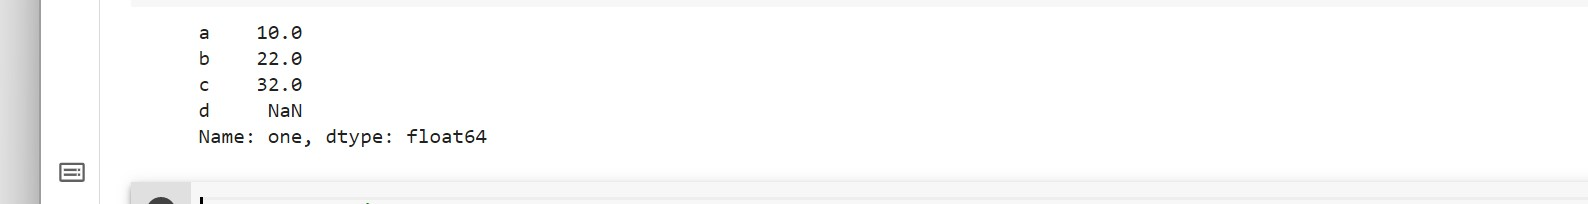 a    10.0
b    22.0
c    32.0
d     NaN
Name: one, dtype: float64